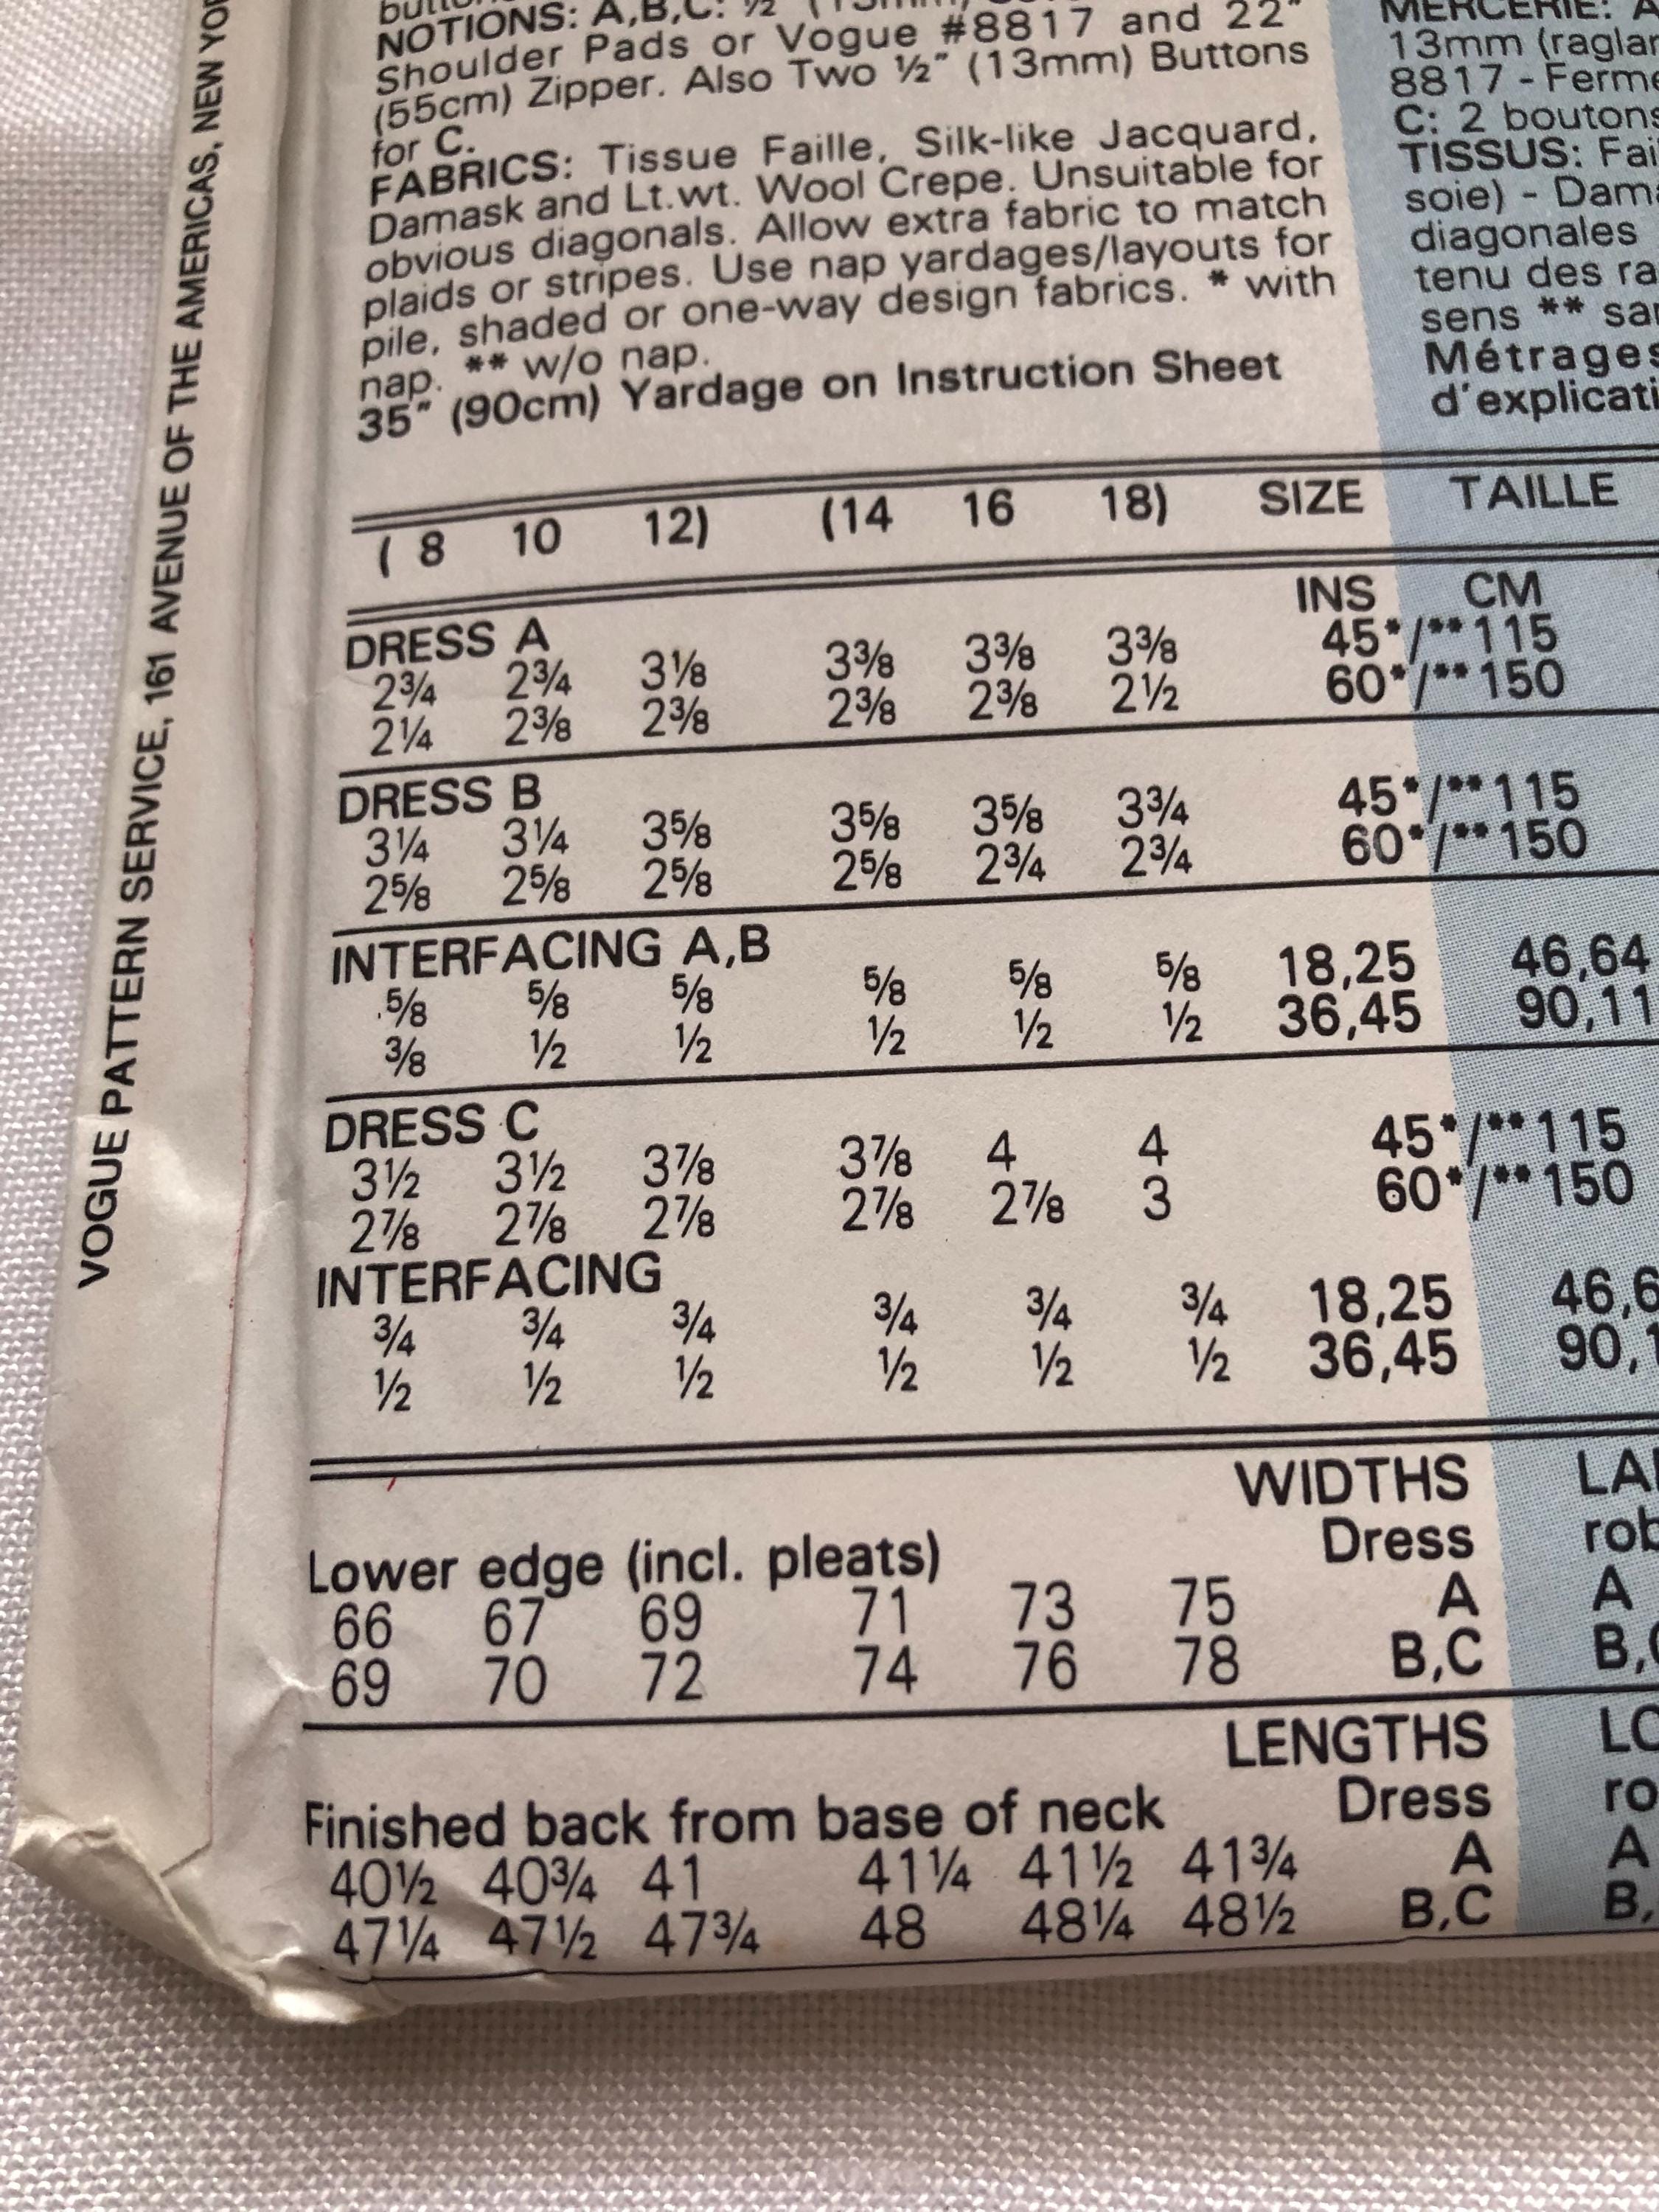 NOTIONS: A,B,C: ½"
Shoulder Pads or Vogue #8817 and 22"
(55cm) Zipper. Also Two ½" (13mm) Buttons
for C.
FABRICS: Tissue Faille, Silk-like Jacquard,
Damask and Lt.wt. Wool Crepe. Unsuitable for
obvious diagonals. Allow extra fabric to match
plaids or stripes. Use nap yardages/layouts for
pile, shaded or one-way design fabrics. * with
nap. ** w/o nap.
35" (90cm) Yardage on Instruction Sheet
( 8 10 12) (14 16 18) SIZE TAILLE
INS CM
DRESS A
2¾ 2¾ 3⅛ 3⅜ 3⅜ 3⅜ 45*/**115
2¼ 2⅜ 2⅜ 2⅜ 2⅜ 2½ 60*/**150
DRESS B
3¼ 3¼ 3⅝ 3⅝ 3⅝ 3¾ 45*/**115
2⅝ 2⅝ 2⅝ 2⅝ 2¾ 2¾ 60*/**150
INTERFACING A,B
⅝ ⅝ ⅝ ⅝ ⅝ ⅝ 18,25 46,64
⅜ ½ ½ ½ ½ ½ 36,45 90,11
DRESS C
3½ 3½ 3⅞ 3⅞ 4 4 45*/**115
2⅞ 2⅞ 2⅞ 2⅞ 2⅞ 3 60*/**150
INTERFACING
¾ ¾ ¾ ¾ ¾ ¾ 18,25 46,6
½ ½ ½ ½ ½ ½ 36,45 90,1
WIDTHS LA
Lower edge (incl. pleats) Dress rob
66 67 69 71 73 75 A A
69 70 72 74 76 78 B,C B,C
LENGTHS LO
Finished back from base of neck Dress ro
40½ 40¾ 41 41¼ 41½ 41¾ A A
47¼ 47½ 47¾ 48 48¼ 48½ B,C B,
MERCERIE: A
13mm (raglan
8817 - Ferme
C: 2 boutons
TISSUS: Fai
soie) - Dama
diagonales
tenu des ra
sens ** san
Métrages
d'explicati
VOGUE PATTERN SERVICE, 161 AVENUE OF THE AMERICAS, NEW YOR